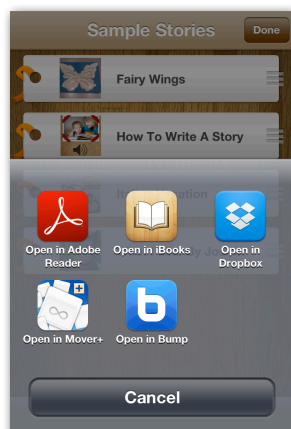 Sample Stories
Done
Fairy Wings
How To Write A Story
Open in Adobe
Reader
Open in iBooks
Open in
Dropbox
Open in Mover+
Open in Bump
Cancel